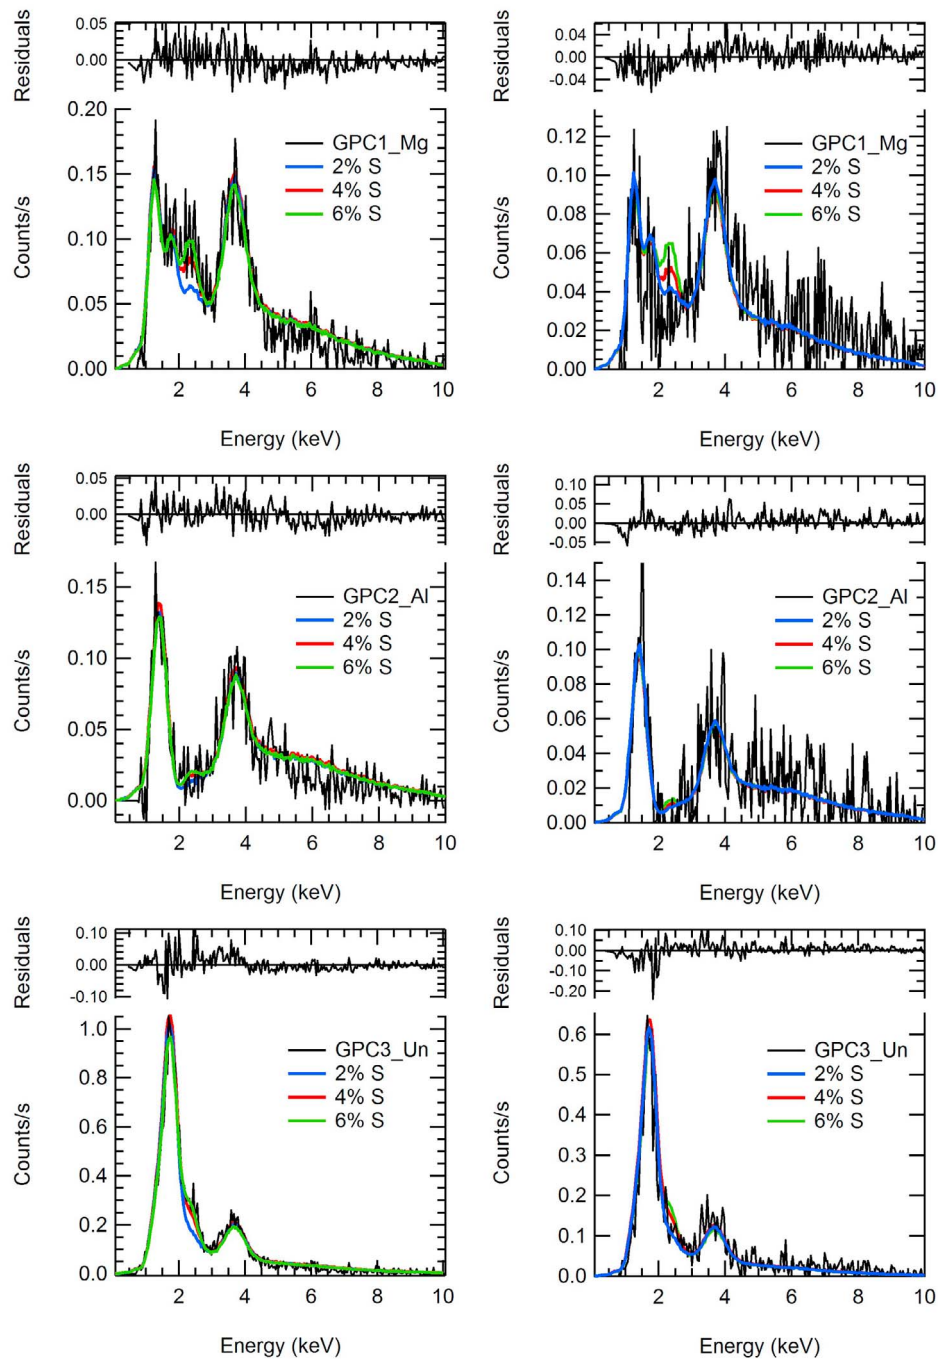 Residuals
0.05
0.00
Counts/s
0.20
0.15
0.10
0.05
0.00
GPC1_Mg
2% S
4% S
6% S
2 4 6 8 10
Energy (keV)
Residuals
0.04
0.00
-0.04
Counts/s
0.12
0.10
0.08
0.06
0.04
0.02
0.00
GPC1_Mg
2% S
4% S
6% S
2 4 6 8 10
Energy (keV)
Residuals
0.05
0.00
Counts/s
0.15
0.10
0.05
0.00
GPC2_Al
2% S
4% S
6% S
2 4 6 8 10
Energy (keV)
Residuals
0.10
0.05
0.00
-0.05
Counts/s
0.14
0.12
0.10
0.08
0.06
0.04
0.02
0.00
GPC2_Al
2% S
4% S
6% S
2 4 6 8 10
Energy (keV)
Residuals
0.10
0.00
-0.10
Counts/s
1.0
0.8
0.6
0.4
0.2
0.0
GPC3_Un
2% S
4% S
6% S
2 4 6 8 10
Energy (keV)
Residuals
0.10
0.00
-0.10
-0.20
Counts/s
0.6
0.5
0.4
0.3
0.2
0.1
0.0
GPC3_Un
2% S
4% S
6% S
2 4 6 8 10
Energy (keV)